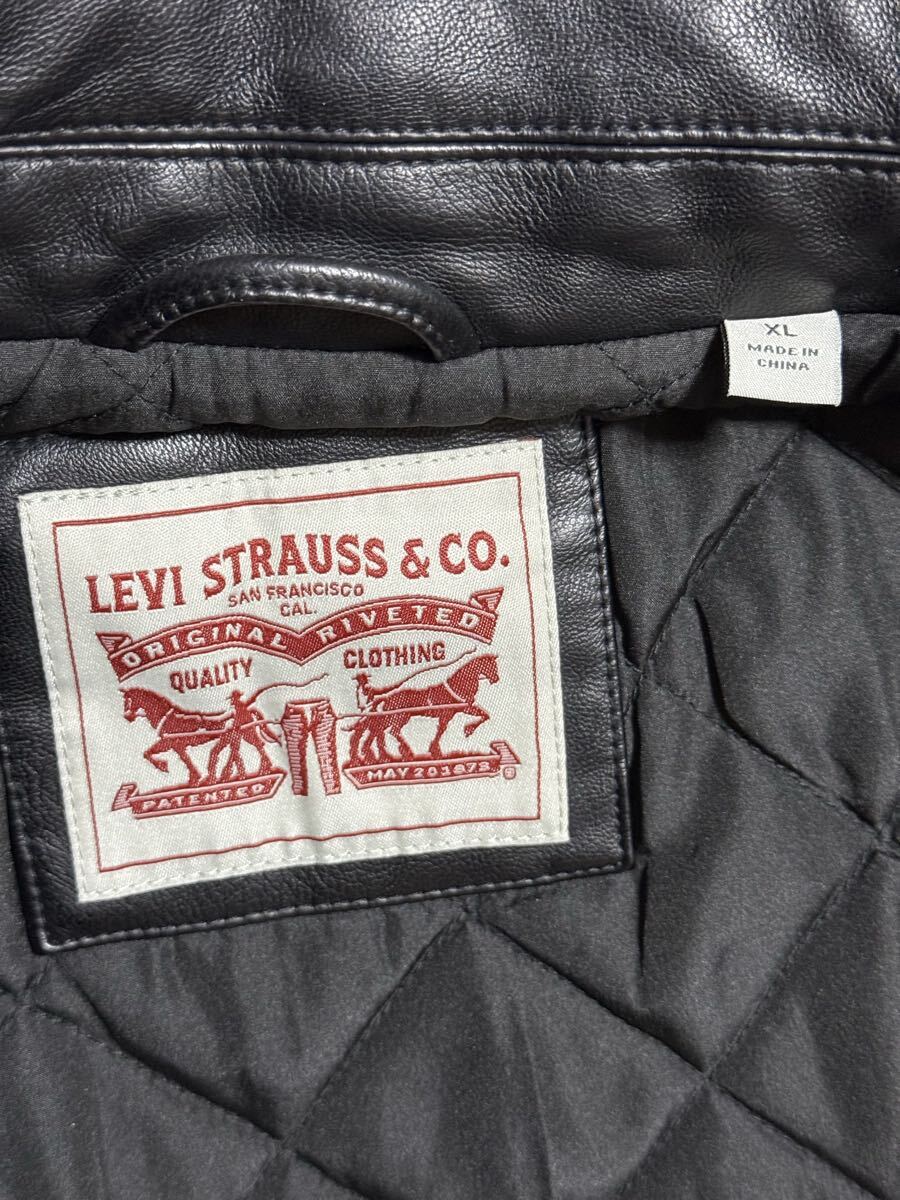 XL
MADE IN
CHINA
LEVI STRAUSS & CO.
SAN FRANCISCO
CAL.
ORIGINAL RIVETED
QUALITY CLOTHING
PATENTED MAY 20 1873 ®